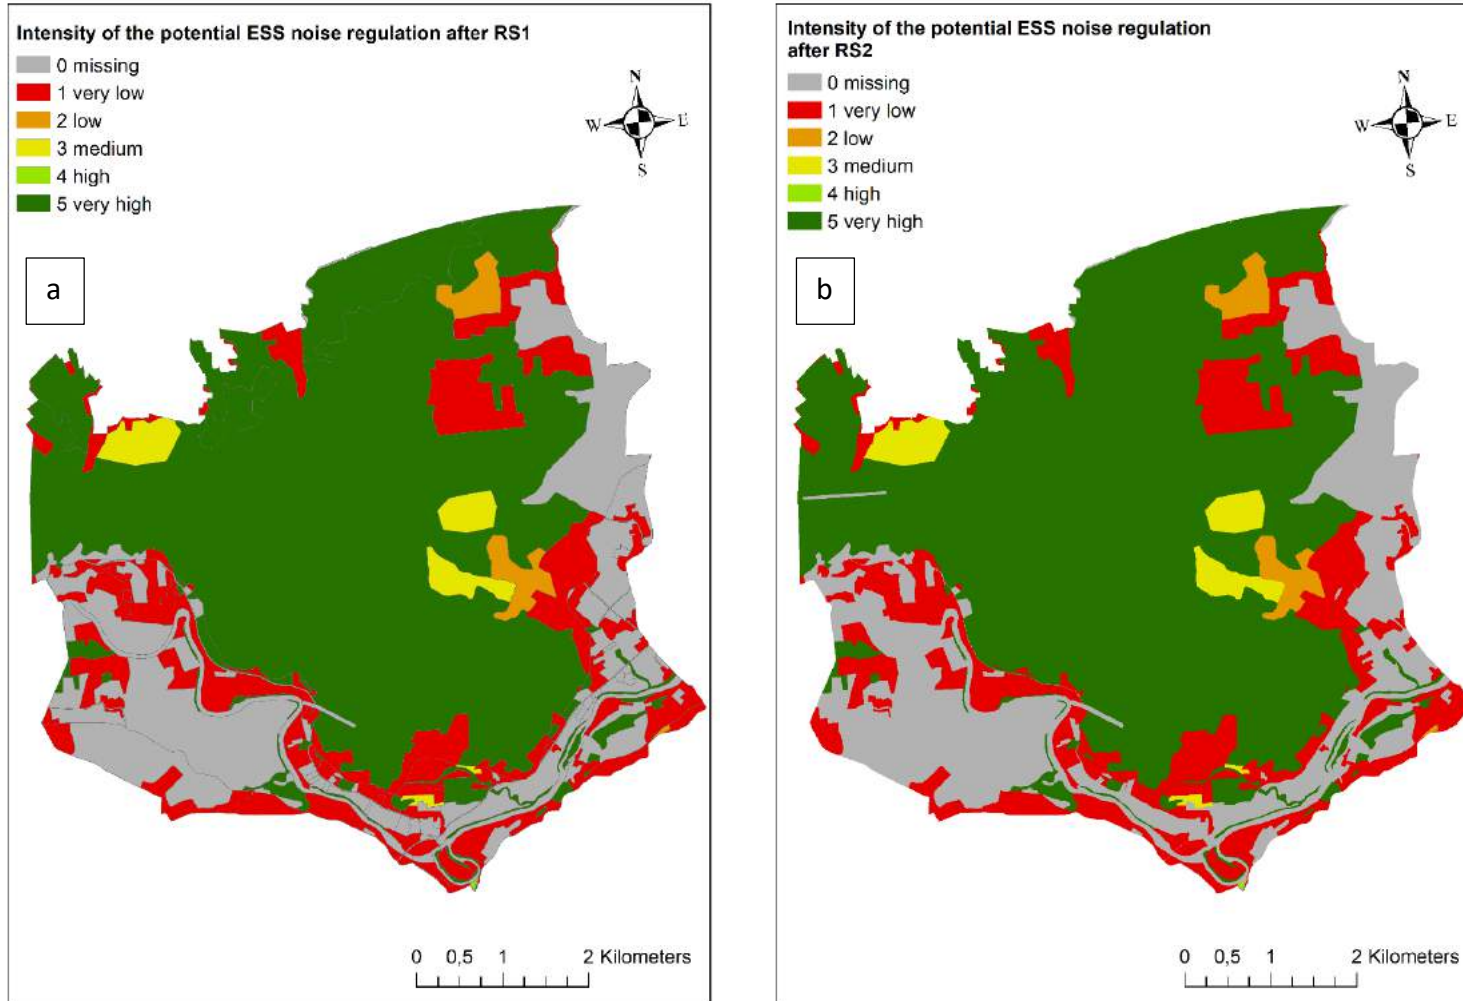 Intensity of the potential ESS noise regulation after RS1
0 missing
1 very low
2 low
3 medium
4 high
5 very high
N
W
E
S
a
0 0,5 1 2 Kilometers
Intensity of the potential ESS noise regulation
after RS2
0 missing
1 very low
2 low
3 medium
4 high
5 very high
N
W
E
S
b
0 0,5 1 2 Kilometers